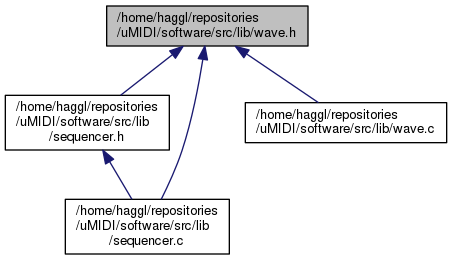 /home/haggl/repositories
/uMIDI/software/src/lib/wave.h
/home/haggl/repositories
/uMIDI/software/src/lib
/sequencer.h
/home/haggl/repositories
/uMIDI/software/src/lib/wave.c
/home/haggl/repositories
/uMIDI/software/src/lib
/sequencer.c